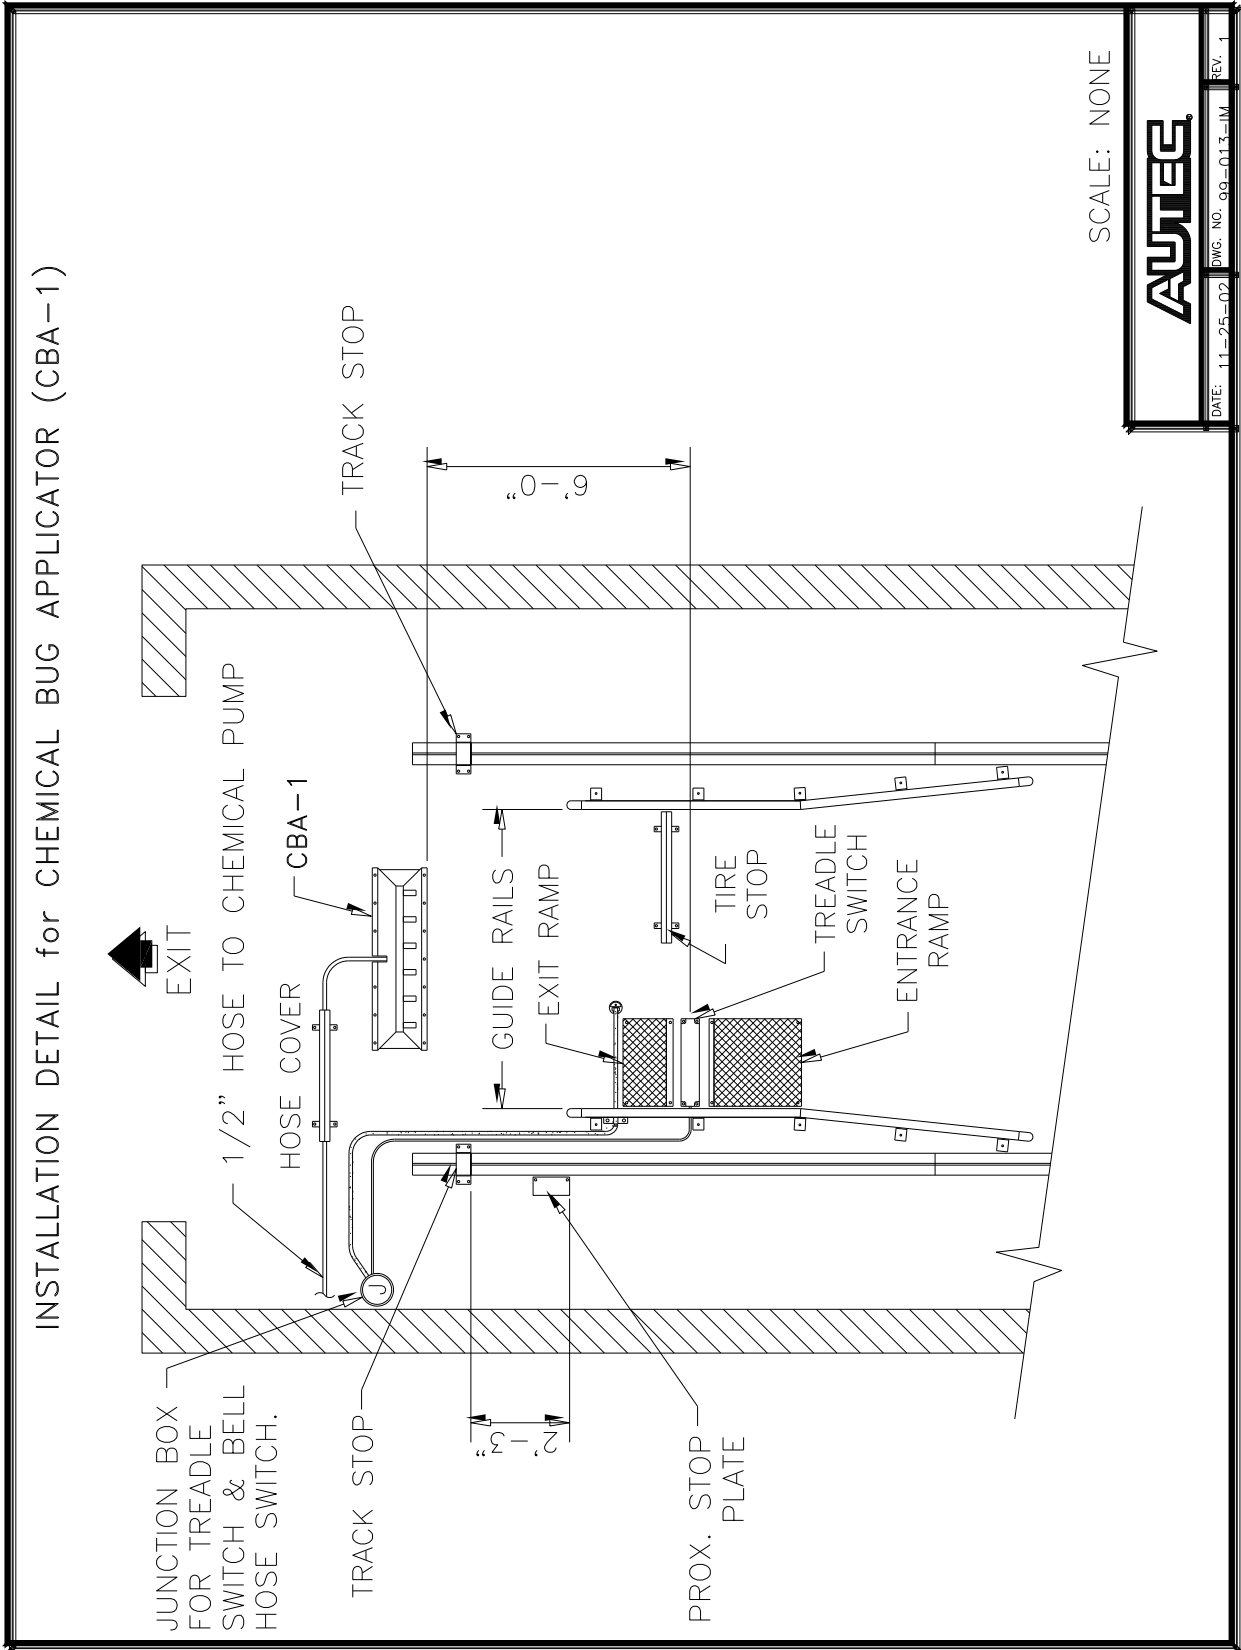 INSTALLATION DETAIL for CHEMICAL BUG APPLICATOR (CBA-1)
EXIT
JUNCTION BOX
FOR TREADLE
SWITCH & BELL
HOSE SWITCH.
1/2" HOSE TO CHEMICAL PUMP
HOSE COVER
CBA-1
TRACK STOP
J
TRACK STOP
GUIDE RAILS
6'-0"
2'-3"
EXIT
RAMP
TIRE
STOP
PROX. STOP
PLATE
TREADLE
SWITCH
ENTRANCE
RAMP
SCALE: NONE
AUTEC
DATE: 11-25-02
DWG. NO. 99-013-IM
REV. 1